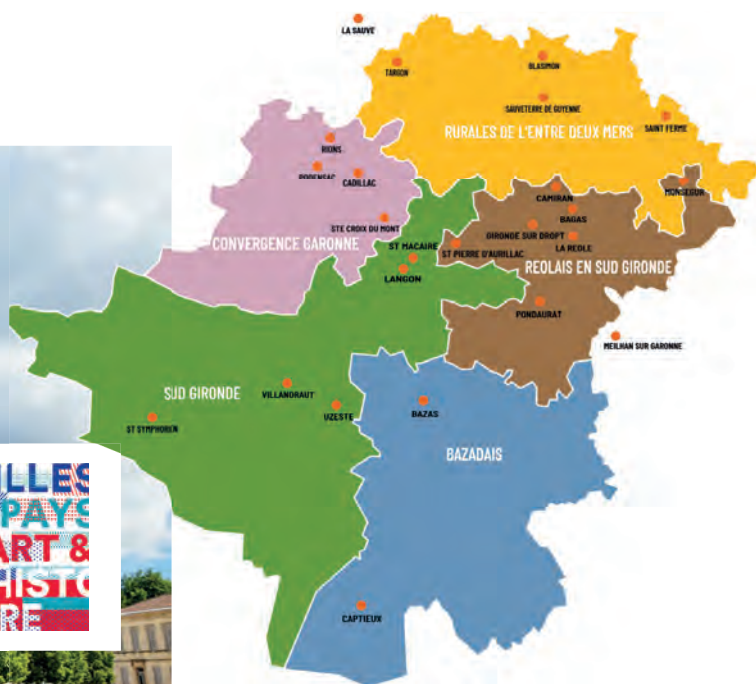 LA SAUVE
TARGON
BLASIMON
SAUVETERRE DE GUYENNE
SAINT FERME
RURALES DE L'ENTRE DEUX MERS
RIONS
PODENSAC
CADILLAC
MONSEGUR
CAMIRAN
BAGAS
STE CROIX DU MONT
GIRONDE SUR DROPT
LA REOLE
CONVERGENCE GARONNE
ST MACAIRE
ST PIERRE D'AURILLAC
REOLAIS EN SUD GIRONDE
LANGON
PONDAURAT
MEILHAN SUR GARONNE
SUD GIRONDE
VILLANDRAUT
UZESTE
BAZAS
ST SYMPHORIEN
BAZADAIS
CAPTIEUX
ILLES
PAYS
ART &
HISTO
RE